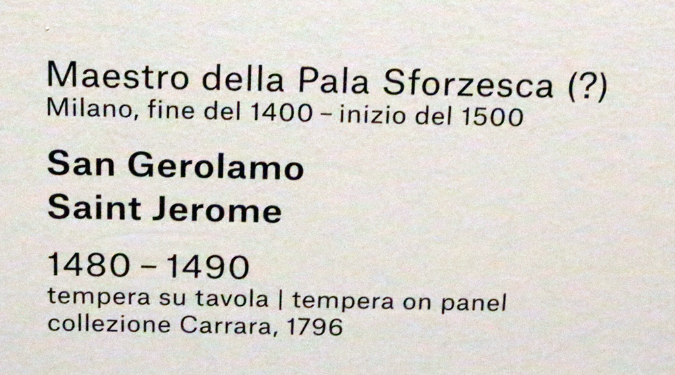 Maestro della Pala Sforzesca (?)
Milano, fine del 1400 – inizio del 1500
San Gerolamo
Saint Jerome
1480 – 1490
tempera su tavola | tempera on panel
collezione Carrara, 1796